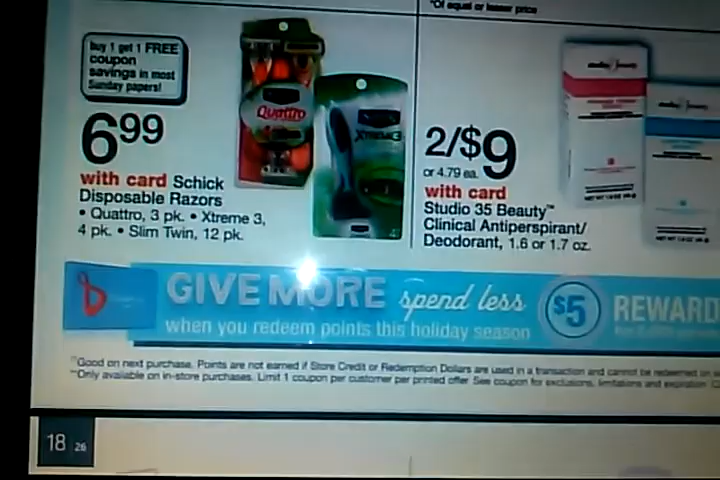 *Of equal or lesser price
buy 1 get 1 FREE
coupon
savings in most
Sunday papers!
6.99
with card Schick
Disposable Razors
• Quattro, 3 pk. • Xtreme 3,
4 pk. • Slim Twin, 12 pk.
Quattro
XTREME3
2/$9
or 4.79 ea.
with card
Studio 35 Beauty™
Clinical Antiperspirant/
Deodorant, 1.6 or 1.7 oz.
GIVE MORE spend less
when you redeem points this holiday season
$5 REWARD
Good on next purchase. Points are not earned if Store Credit or Redemption Dollars are used in a transaction and cannot be redeemed on
Only available on in-store purchases. Limit 1 coupon per customer per printed offer. See coupon for exclusions, limitations and expiration
18 26